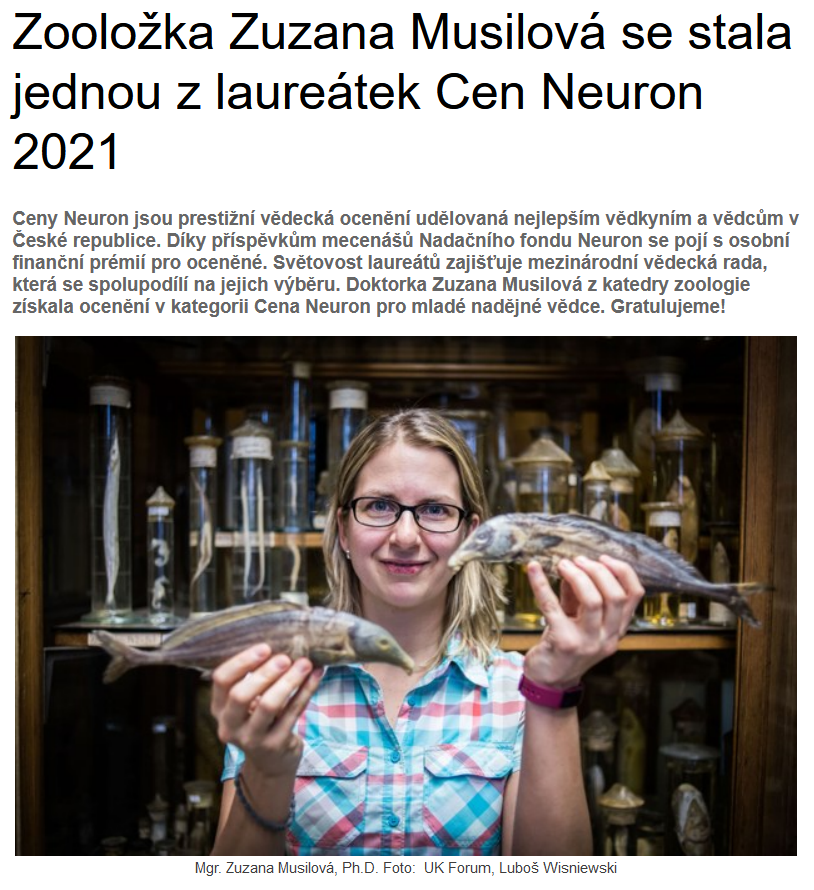 Zooložka Zuzana Musilová se stala
jednou z laureátek Cen Neuron
2021
Ceny Neuron jsou prestižní vědecká ocenění udělovaná nejlepším vědkyním a vědcům v
České republice. Díky příspěvkům mecenášů Nadačního fondu Neuron se pojí s osobní
finanční prémií pro oceněné. Světovost laureátů zajišťuje mezinárodní vědecká rada,
která se spolupodílí na jejich výběru. Doktorka Zuzana Musilová z katedry zoologie
získala ocenění v kategorii Cena Neuron pro mladé nadějné vědce. Gratulujeme!
Mgr. Zuzana Musilová, Ph.D. Foto:  UK Forum, Luboš Wisniewski